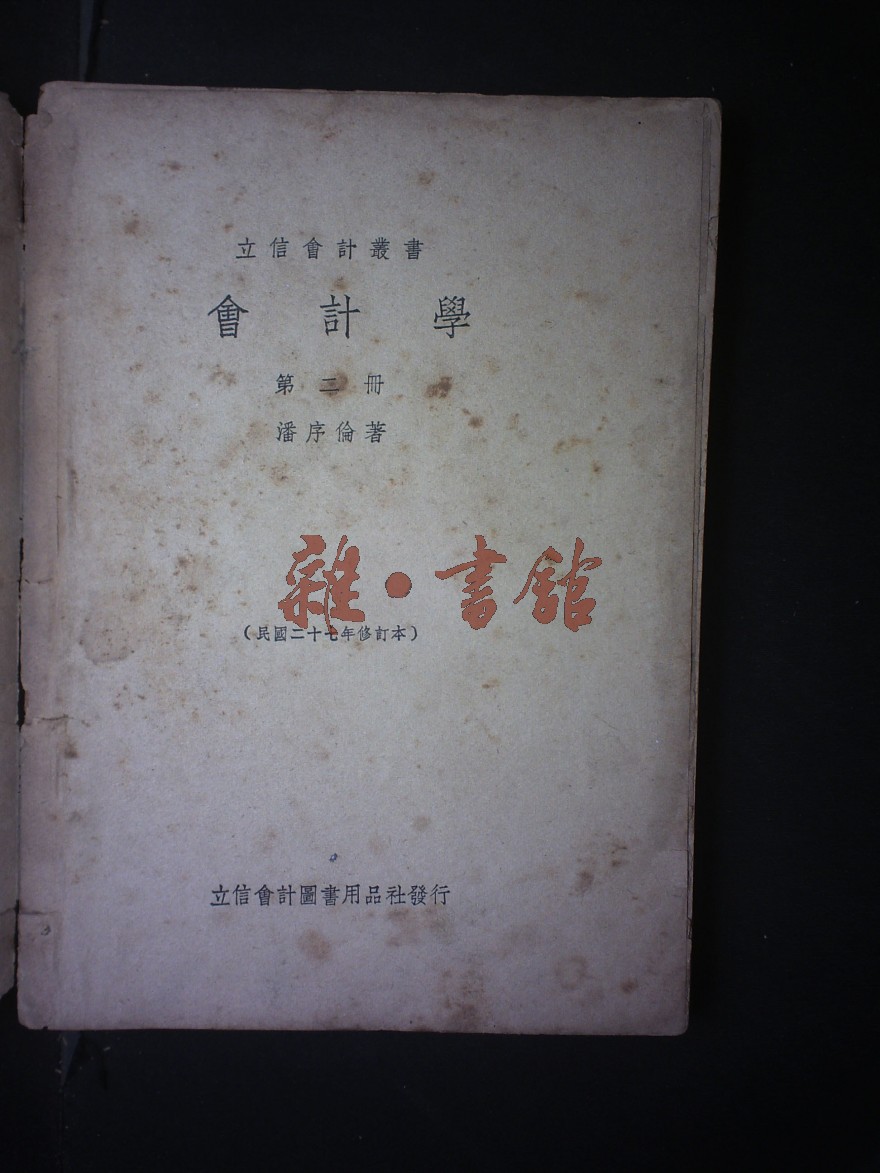 立信會計叢書
會計學
第二冊
潘序倫著
雜·書館
(民國二十七年修訂本)
立信會計圖書用品社發行